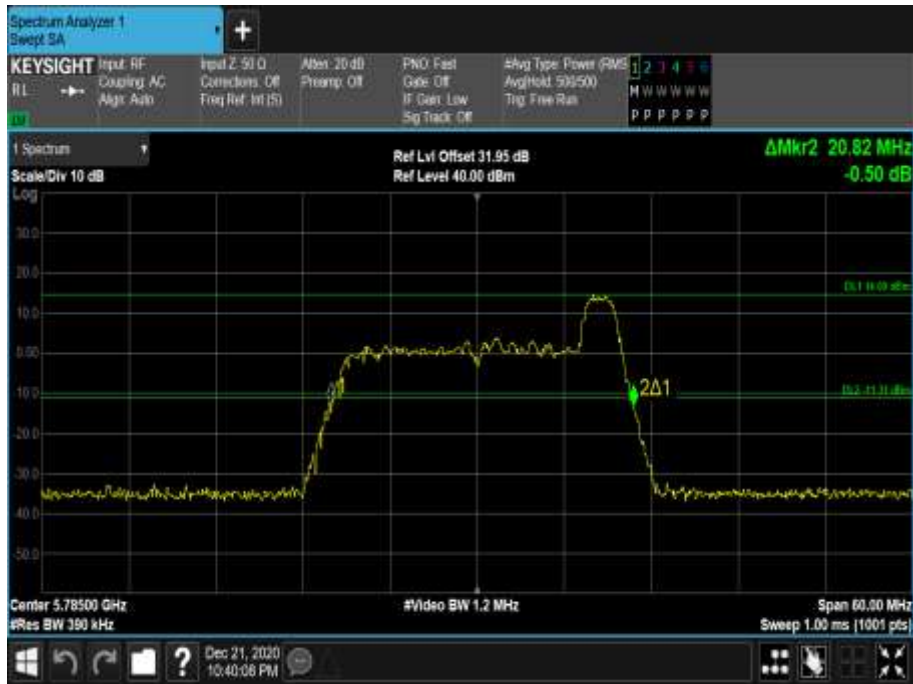 Spectrum Analyzer 1
Swept SA
+
KEYSIGHT
RL
Input: RF
Coupling: AC
Align: Auto
Input Z: 50 Ω
Corrections: Off
Freq Ref: Int (S)
Atten: 20 dB
Preamp: Off
PNO: Fast
Gate: Off
IF Gain: Low
Sig Track: Off
#Avg Type: Power (RMS
Avg|Hold: 500/500
Trig: Free Run
1 2 3 4 5 6
M W W W W W
P P P P P P
1 Spectrum
Scale/Div 10 dB
Log
Ref Lvl Offset 31.95 dB
Ref Level 40.00 dBm
ΔMkr2 20.82 MHz
-0.50 dB
30.0
20.0
10.0
0.00
-10.0
-20.0
-30.0
-40.0
-50.0
2Δ1
Center 5.78500 GHz
#Res BW 390 kHz
#Video BW 1.2 MHz
Span 60.00 MHz
Sweep 1.00 ms (1001 pts)
?
Dec 21, 2020
10:40:06 PM